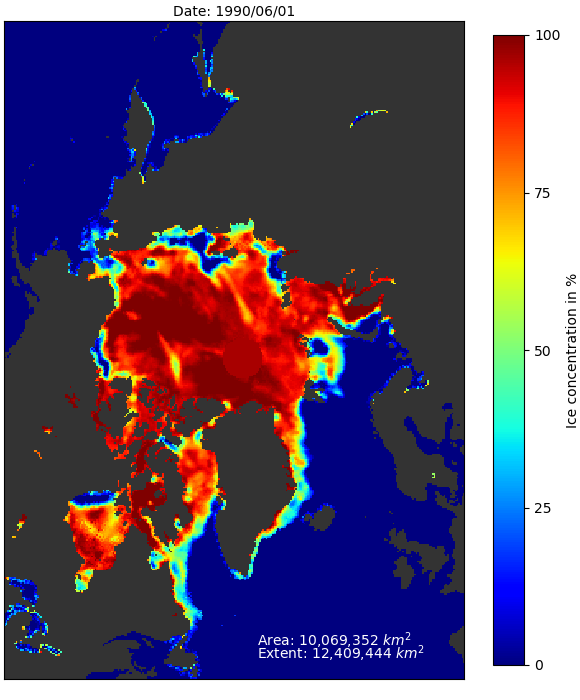 Date: 1990/06/01
100
75
50
25
0
Ice concentration in %
Area: 10,069,352 km²
Extent: 12,409,444 km²